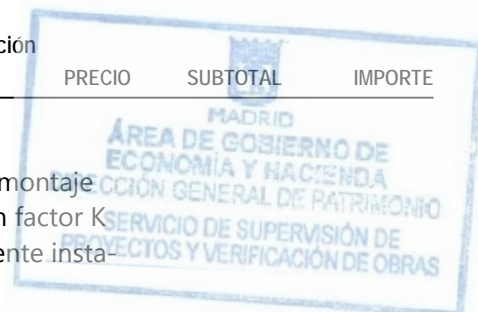 ción
PRECIO SUBTOTAL IMPORTE
MADRID
ÁREA DE GOBIERNO DE
ECONOMÍA Y HACIENDA
montaje
DIRECCIÓN GENERAL DE PATRIMONIO
n factor K
SERVICIO DE SUPERVISIÓN DE
ente insta-
PROYECTOS Y VERIFICACIÓN DE OBRAS